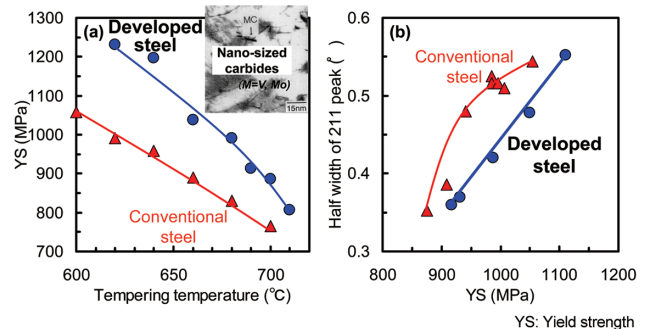 (a) Developed
steel
MC
Nano-sized
carbides
(M=V, Mo)
15nm
1300
1200
1100
1000
900
800
700
YS (MPa)
Conventional
steel
600
650
700
Tempering temperature (°C)
(b)
Conventional
steel
Developed
steel
0.6
0.5
0.4
0.3
Half width of 211 peak (°)
800
900
1000
1100
1200
YS (MPa)
YS: Yield strength